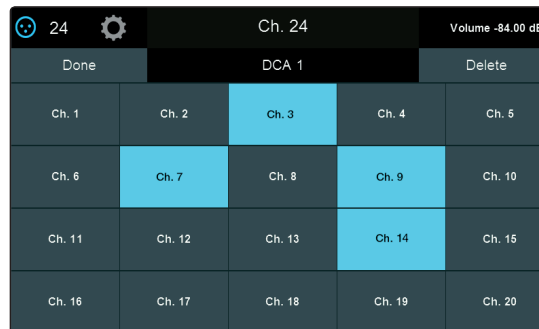 24 Ch. 24 Volume -84.00 dB
Done DCA 1 Delete
Ch. 1 Ch. 2 Ch. 3 Ch. 4 Ch. 5
Ch. 6 Ch. 7 Ch. 8 Ch. 9 Ch. 10
Ch. 11 Ch. 12 Ch. 13 Ch. 14 Ch. 15
Ch. 16 Ch. 17 Ch. 18 Ch. 19 Ch. 20